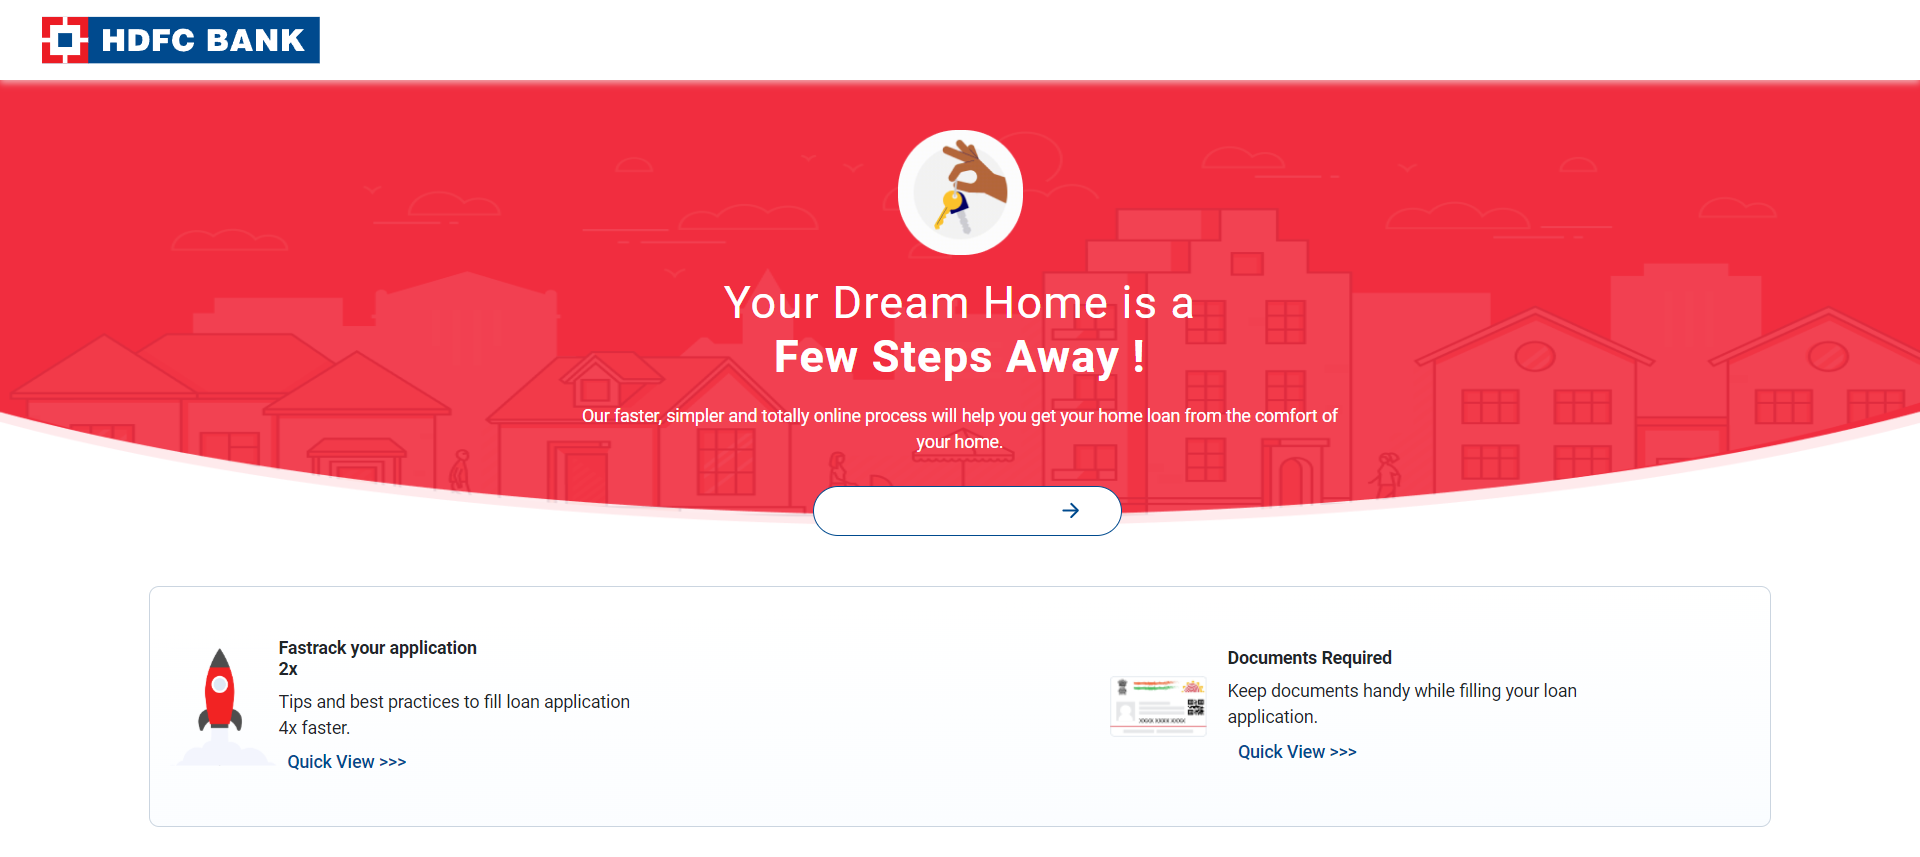 HDFC BANK
Your Dream Home is a
Few Steps Away !
Our faster, simpler and totally online process will help you get your home loan from the comfort of
your home.
Fastrack your application
2x
Tips and best practices to fill loan application
4x faster.
Quick View >>>
Documents Required
Keep documents handy while filling your loan
application.
Quick View >>>
XXXX XXXX XXXX